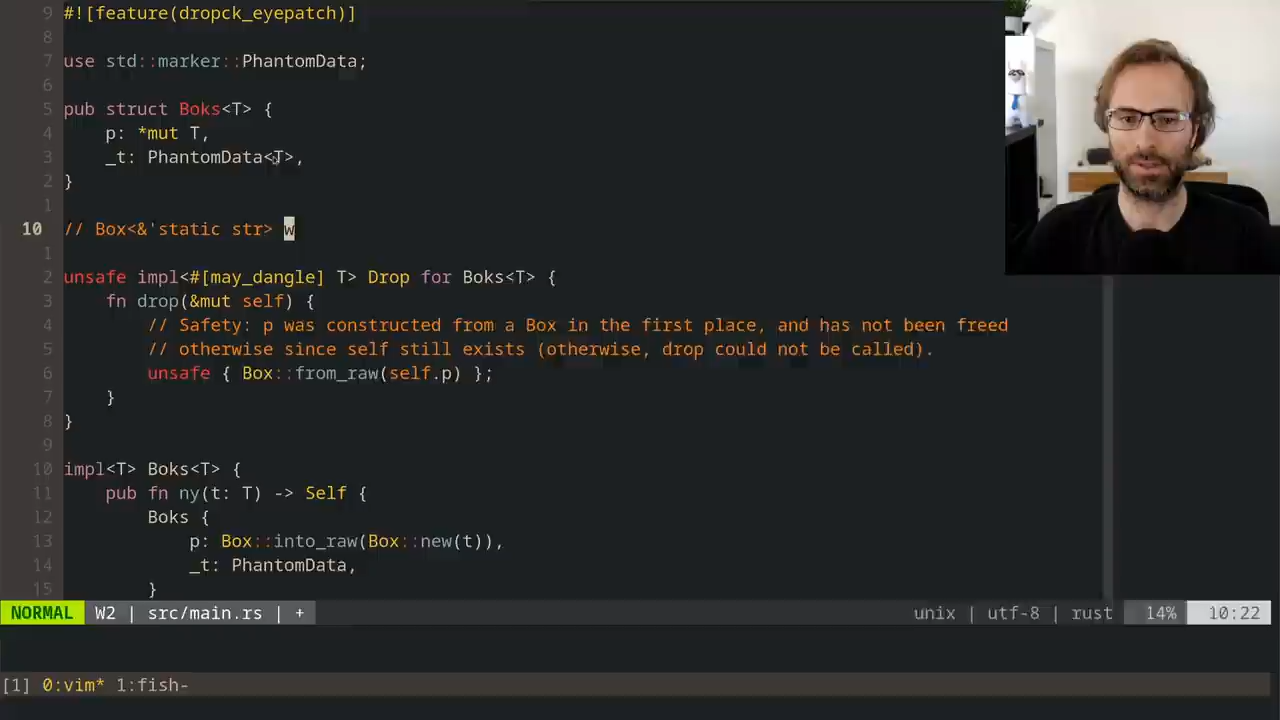 9 #![feature(dropck_eyepatch)]
8
7 use std::marker::PhantomData;
6
5 pub struct Boks<T> {
4 p: *mut T,
3 _t: PhantomData<T>,
2 }
1
10 // Box<&'static str> w
1
2 unsafe impl<#[may_dangle] T> Drop for Boks<T> {
3 fn drop(&mut self) {
4 // Safety: p was constructed from a Box in the first place, and has not been freed
5 // otherwise since self still exists (otherwise, drop could not be called).
6 unsafe { Box::from_raw(self.p) };
7 }
8 }
9
10 impl<T> Boks<T> {
11 pub fn ny(t: T) -> Self {
12 Boks {
13 p: Box::into_raw(Box::new(t)),
14 _t: PhantomData,
15 }
NORMAL W2 | src/main.rs | + unix | utf-8 | rust 14% 10:22
[1] 0:vim* 1:fish-